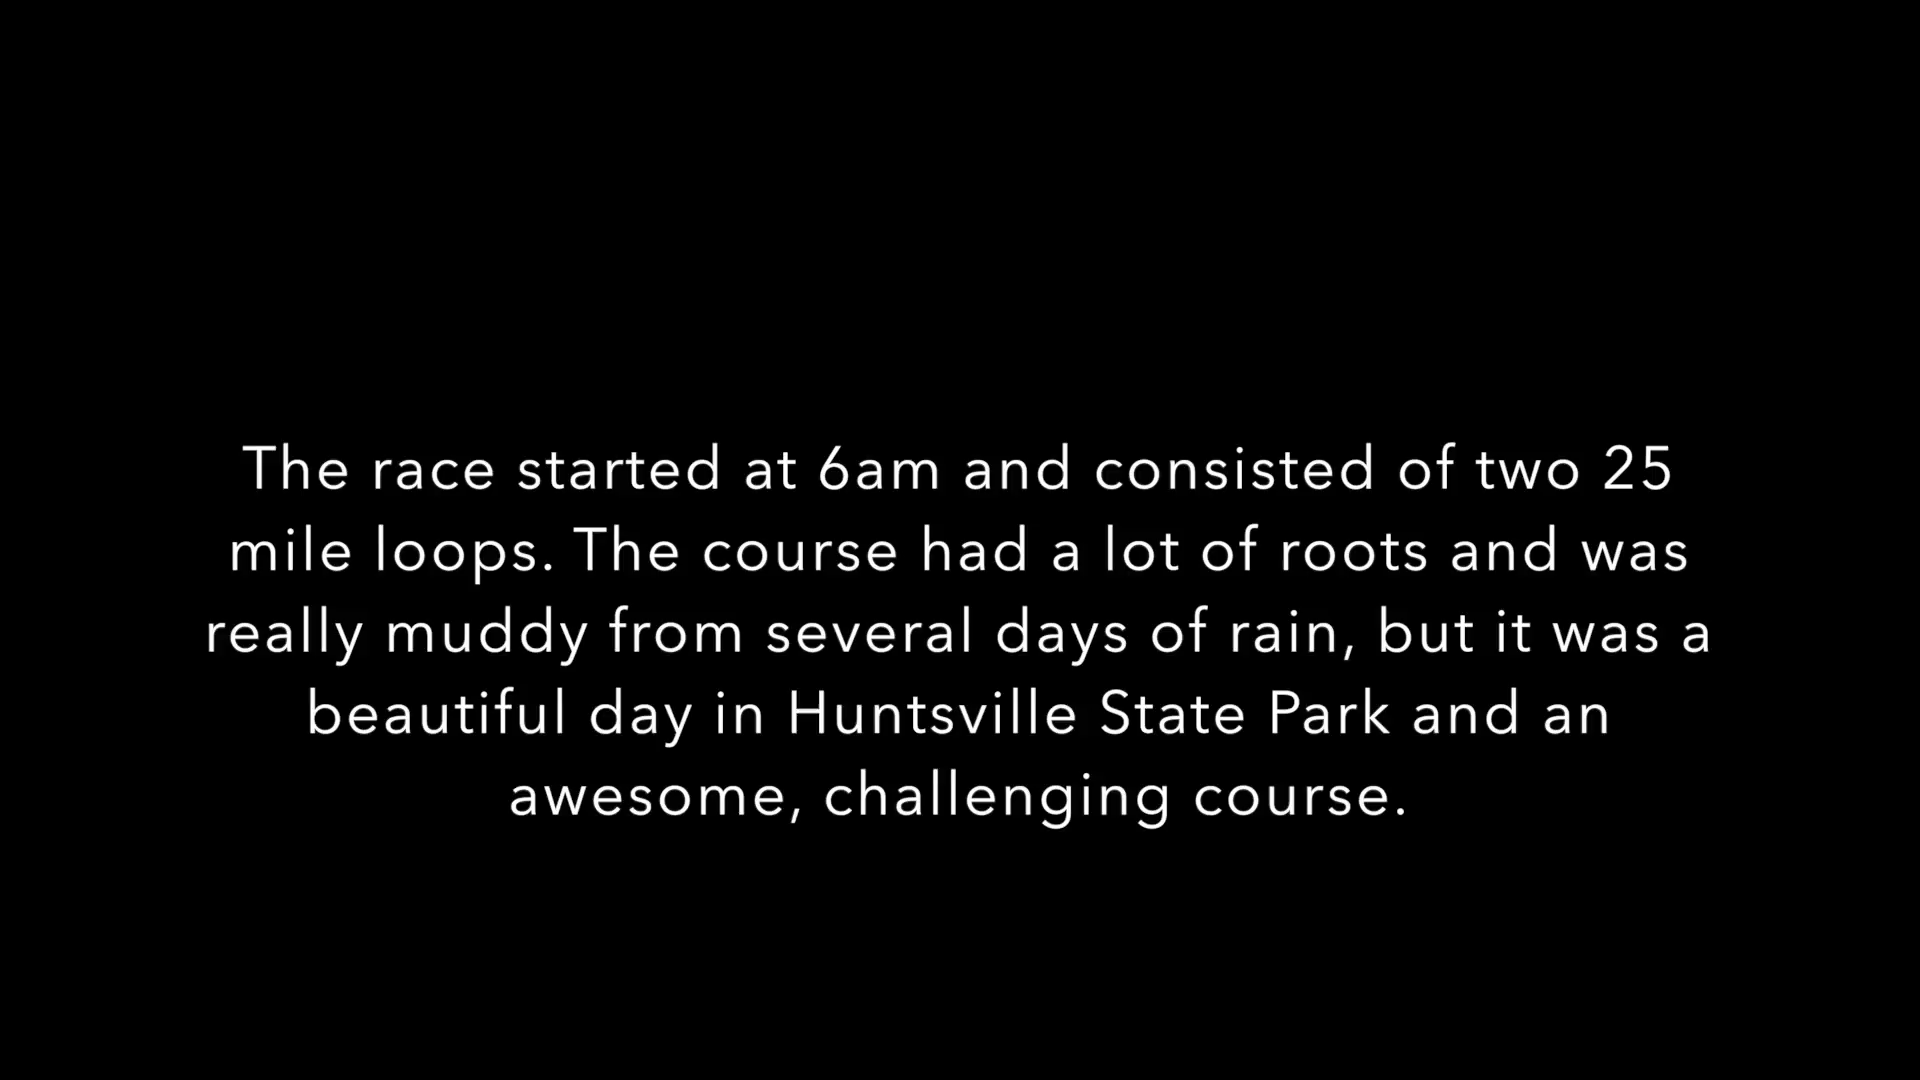 The race started at 6am and consisted of two 25
mile loops. The course had a lot of roots and was
really muddy from several days of rain, but it was a
beautiful day in Huntsville State Park and an
awesome, challenging course.